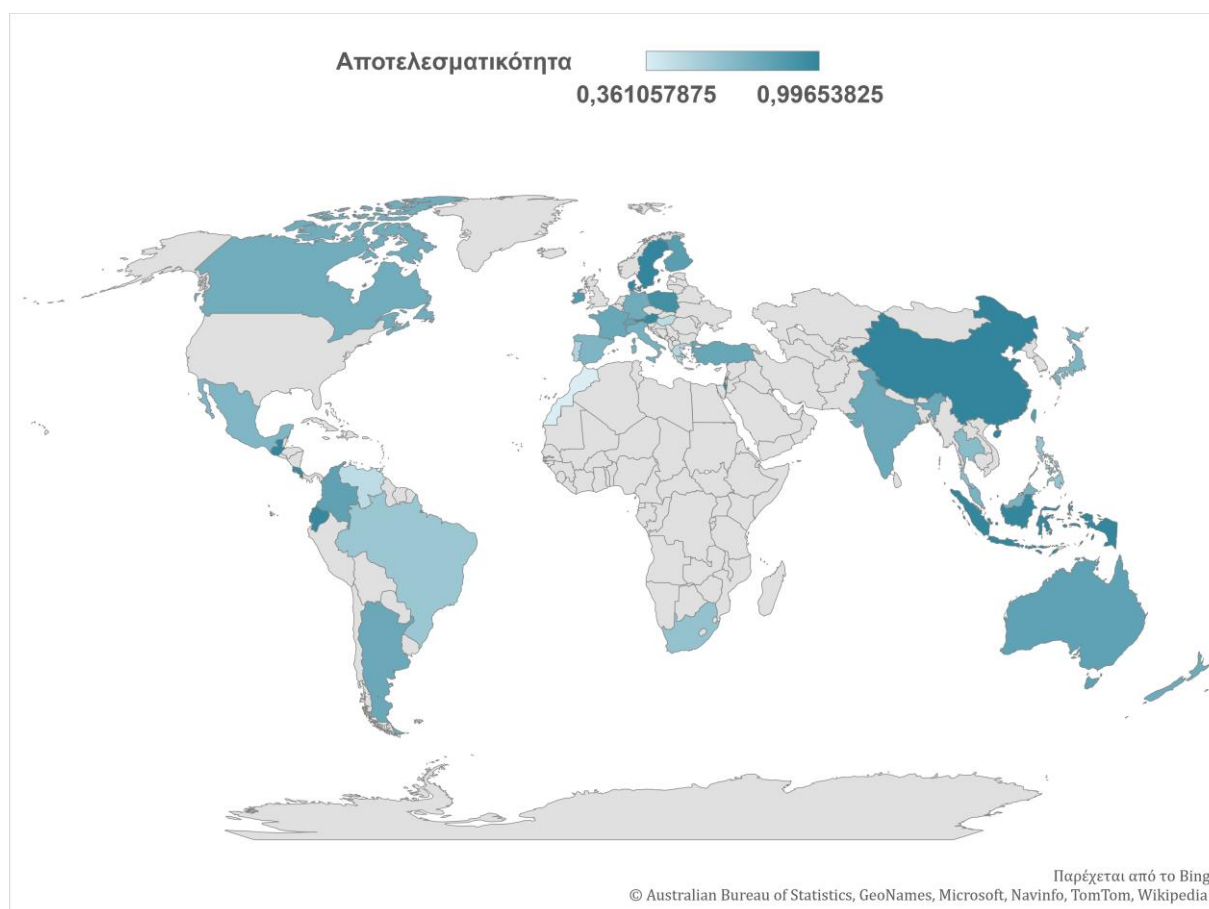 Αποτελεσματικότητα
0,361057875 0,99653825
Παρέχεται από το Bing
© Australian Bureau of Statistics, GeoNames, Microsoft, Navinfo, TomTom, Wikipedia